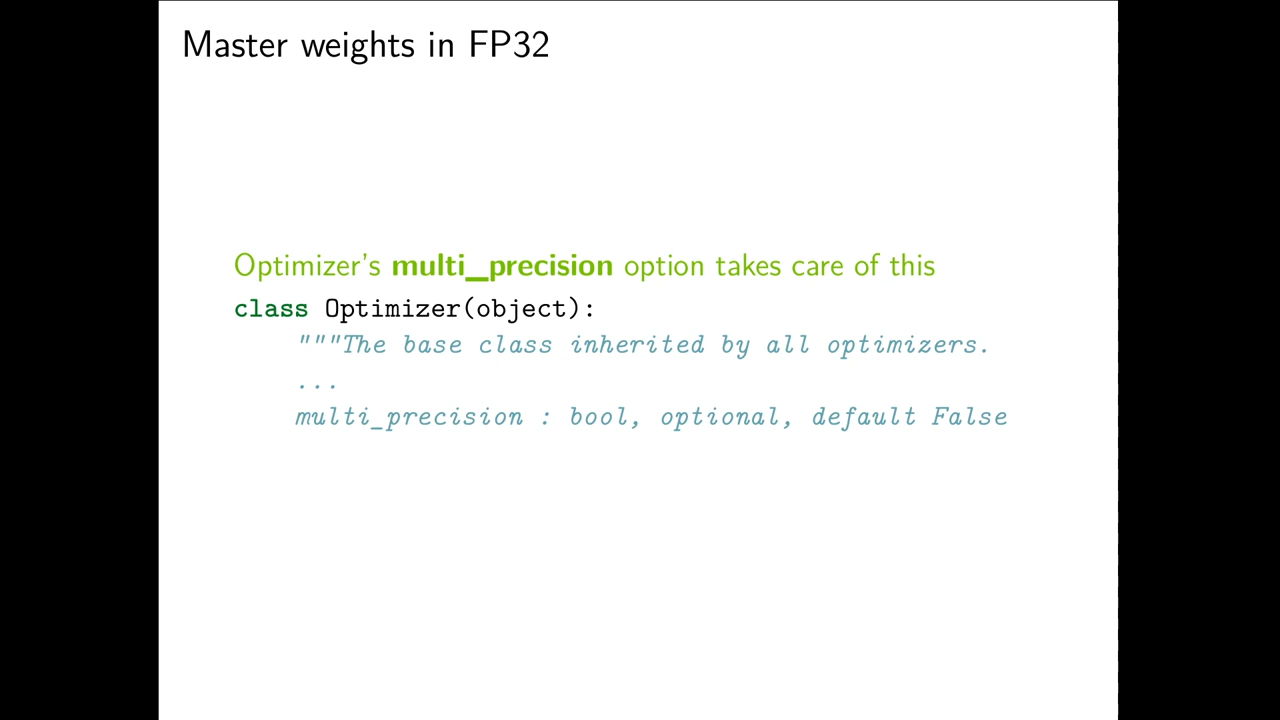 Master weights in FP32
Optimizer's multi_precision option takes care of this
class Optimizer(object):
"""The base class inherited by all optimizers.
...
multi_precision : bool, optional, default False